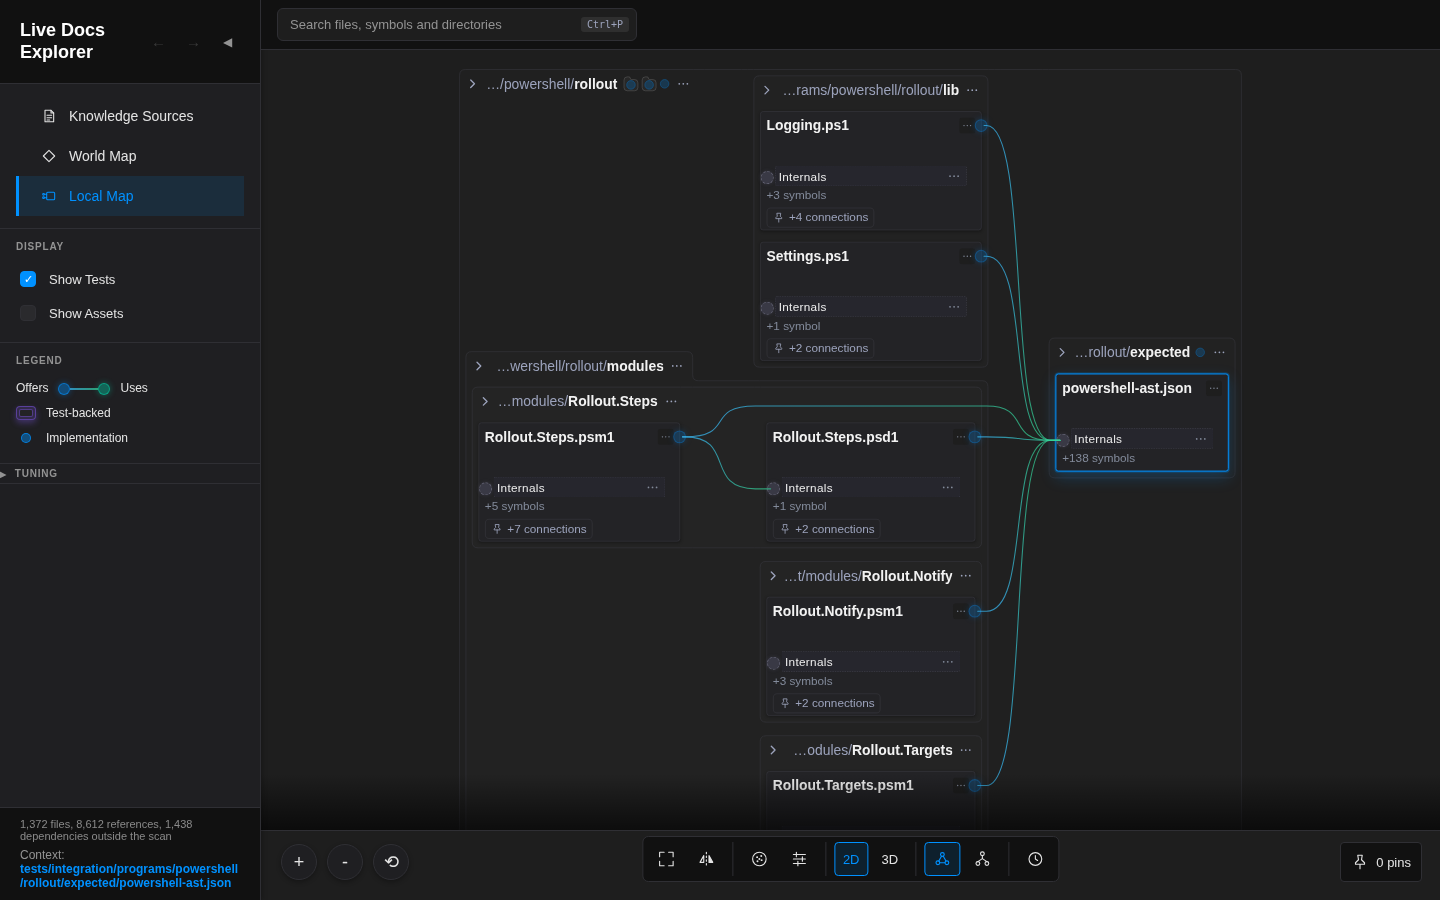 Live Docs
Explorer
← → ◀
Search files, symbols and directories
Ctrl+P
Knowledge Sources
World Map
Local Map
DISPLAY
✓ Show Tests
Show Assets
LEGEND
Offers Uses
Test-backed
Implementation
▶ TUNING
1,372 files, 8,612 references, 1,438
dependencies outside the scan
Context:
tests/integration/programs/powershell
/rollout/expected/powershell-ast.json
…/powershell/rollout ···
…rams/powershell/rollout/lib ···
Logging.ps1 ···
Internals ···
+3 symbols
+4 connections
Settings.ps1 ···
Internals ···
+1 symbol
+2 connections
…wershell/rollout/modules ···
…modules/Rollout.Steps ···
Rollout.Steps.psm1 ···
Internals ···
+5 symbols
+7 connections
Rollout.Steps.psd1 ···
Internals ···
+1 symbol
+2 connections
…t/modules/Rollout.Notify ···
Rollout.Notify.psm1 ···
Internals ···
+3 symbols
+2 connections
…odules/Rollout.Targets ···
Rollout.Targets.psm1 ···
…rollout/expected ···
powershell-ast.json ···
Internals ···
+138 symbols
+ - ⟲
2D 3D
0 pins